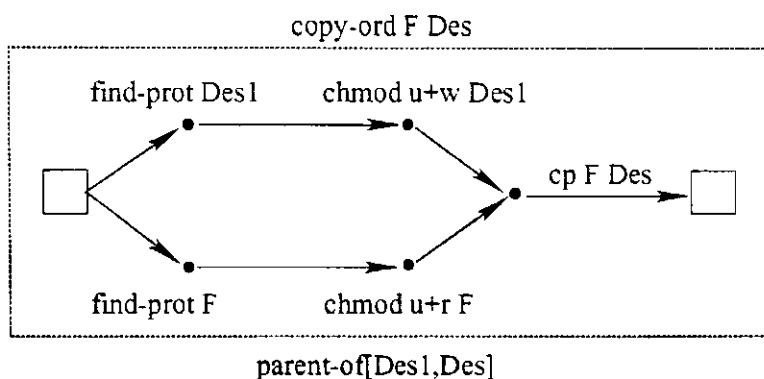 copy-ord F Des
find-prot Des1 chmod u+w Des1
cp F Des
find-prot F chmod u+r F
parent-of[Des1,Des]